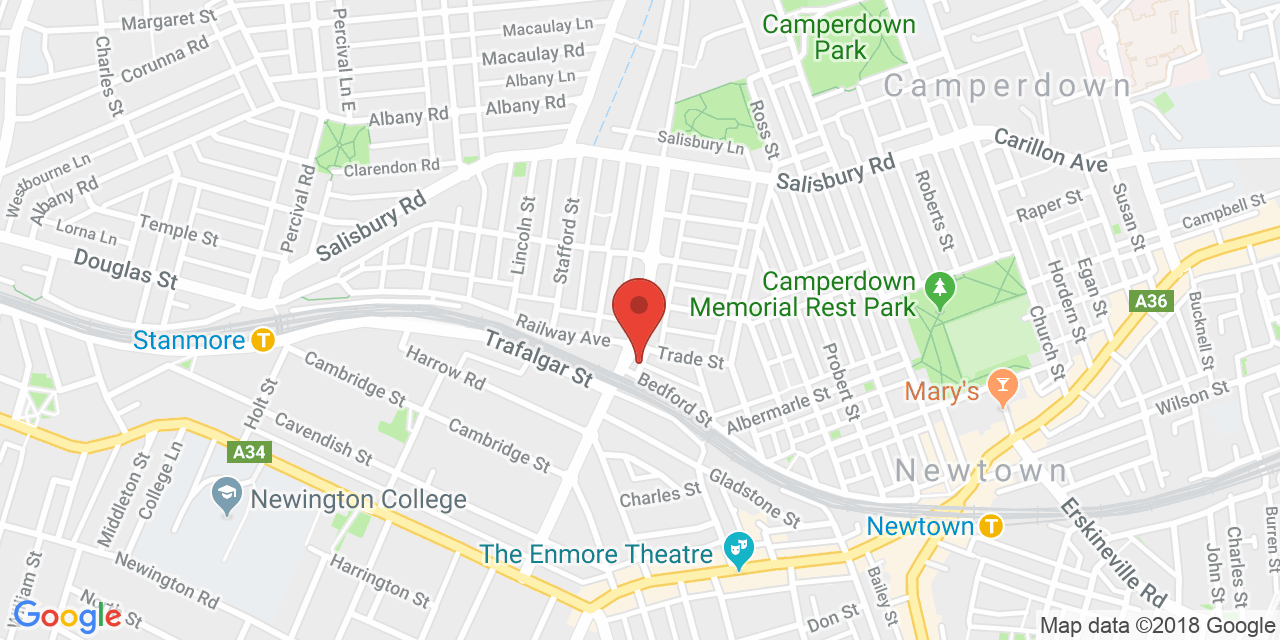 Margaret St
Macaulay Ln
Camperdown
Park
Corunna Rd
Charles St
Percival Ln E
Macaulay Rd
Albany Ln
Albany Rd
Albany Rd
Camperdown
Ross St
Salisbury Ln
Carillon Ave
Westbourne Ln
Clarendon Rd
Salisbury Rd
Albany Rd
Percival Rd
Salisbury Rd
Roberts St
Raper St
Susan St
Campbell St
Lorna Ln
Temple St
Lincoln St
Stafford St
Douglas St
Camperdown
Memorial Rest Park
Hordern St
Egan St
A36
Bucknell St
Church St
Stanmore
T
Railway Ave
Trafalgar St
Trade St
Harrow Rd
Cambridge St
Holt St
Bedford St
Probert St
Albermarle St
Mary's
Wilson St
Cavendish St
Cambridge St
A34
Newtown
Middleton St
College Ln
Newington College
Charles St
Gladstone St
Newtown
T
Erskineville Rd
The Enmore Theatre
Newington Rd
Harrington St
North St
William St
Bailey St
Don St
John St
Charles St
Burren St
Google
Map data ©2018 Google